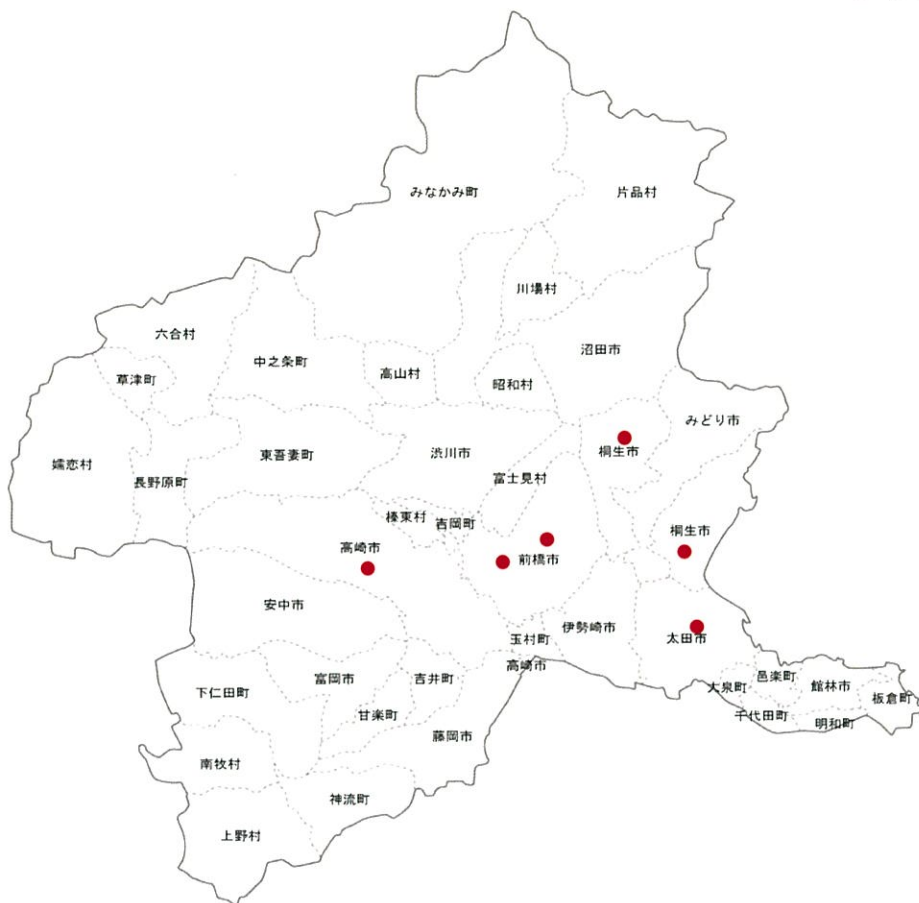 みなかみ町
片品村
川場村
六合村
沼田市
中之条町
高山村
草津町
昭和村
みどり市
桐生市
東吾妻町
渋川市
嬬恋村
富士見村
長野原町
榛東村
吉岡町
桐生市
高崎市
前橋市
安中市
伊勢崎市
玉村町
太田市
高崎市
邑楽町
富岡市
吉井町
下仁田町
大泉町
館林市
板倉町
甘楽町
千代田町
明和町
藤岡市
南牧村
神流町
上野村